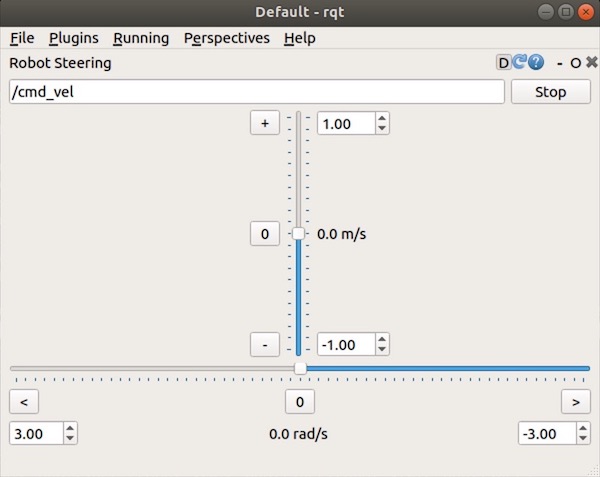 Default - rqt
File Plugins Running Perspectives Help
Robot Steering D ? - O
/cmd_vel Stop
+ 1.00
0 0.0 m/s
- -1.00
< 0 >
3.00 0.0 rad/s -3.00